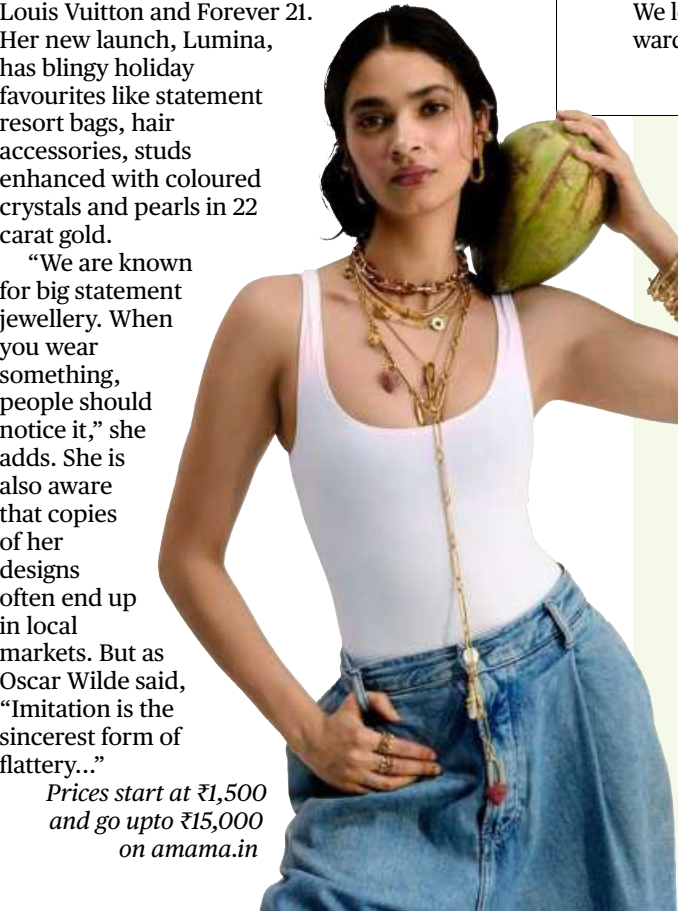 Louis Vuitton and Forever 21.
Her new launch, Lumina,
has blingy holiday
favourites like statement
resort bags, hair
accessories, studs
enhanced with coloured
crystals and pearls in 22
carat gold.
“We are known
for big statement
jewellery. When
you wear
something,
people should
notice it,” she
adds. She is
also aware
that copies
of her
designs
often end up
in local
markets. But as
Oscar Wilde said,
“Imitation is the
sincerest form of
flattery...”
Prices start at ₹1,500
and go upto ₹15,000
on amama.in
We